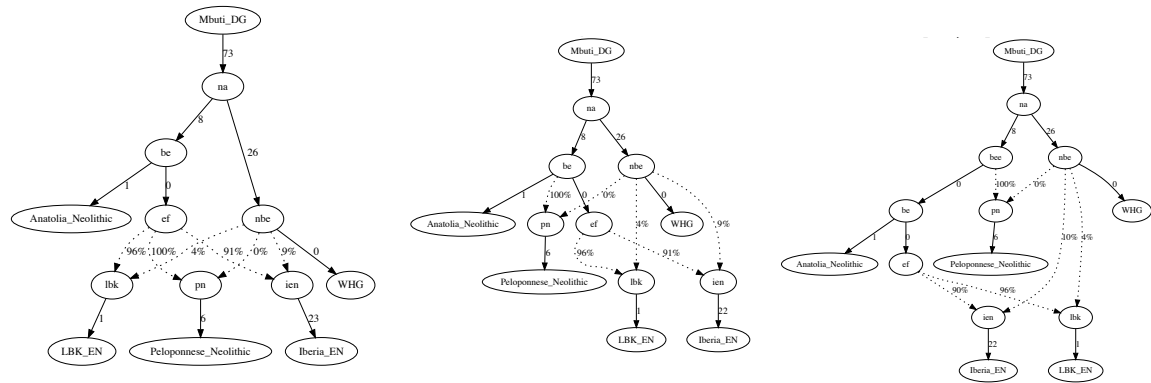 Mbuti_DG
73
na
8
26
be
1
0
Anatolia_Neolithic
ef
nbe
96%
100%
4%
91%
0%
9%
0
lbk
pn
ien
WHG
1
6
23
LBK_EN
Peloponnese_Neolithic
Iberia_EN
Mbuti_DG
73
na
8
26
be
nbe
1
100%
0
0%
4%
0
9%
Anatolia_Neolithic
pn
ef
WHG
6
96%
91%
Peloponnese_Neolithic
lbk
ien
1
22
LBK_EN
Iberia_EN
Mbuti_DG
73
na
8
26
bee
nbe
0
100%
0%
0
be
pn
WHG
1
0
6
10%
4%
Anatolia_Neolithic
ef
Peloponnese_Neolithic
90%
96%
ien
lbk
22
1
Iberia_EN
LBK_EN